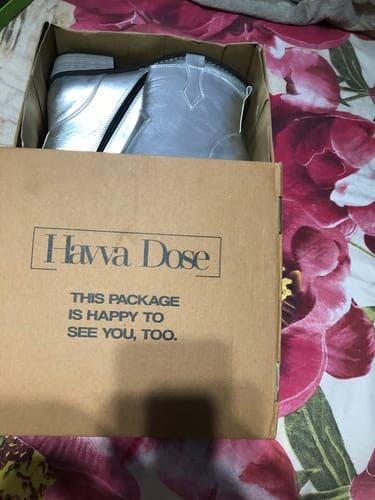 Havva Dose
THIS PACKAGE
IS HAPPY TO
SEE YOU, TOO.